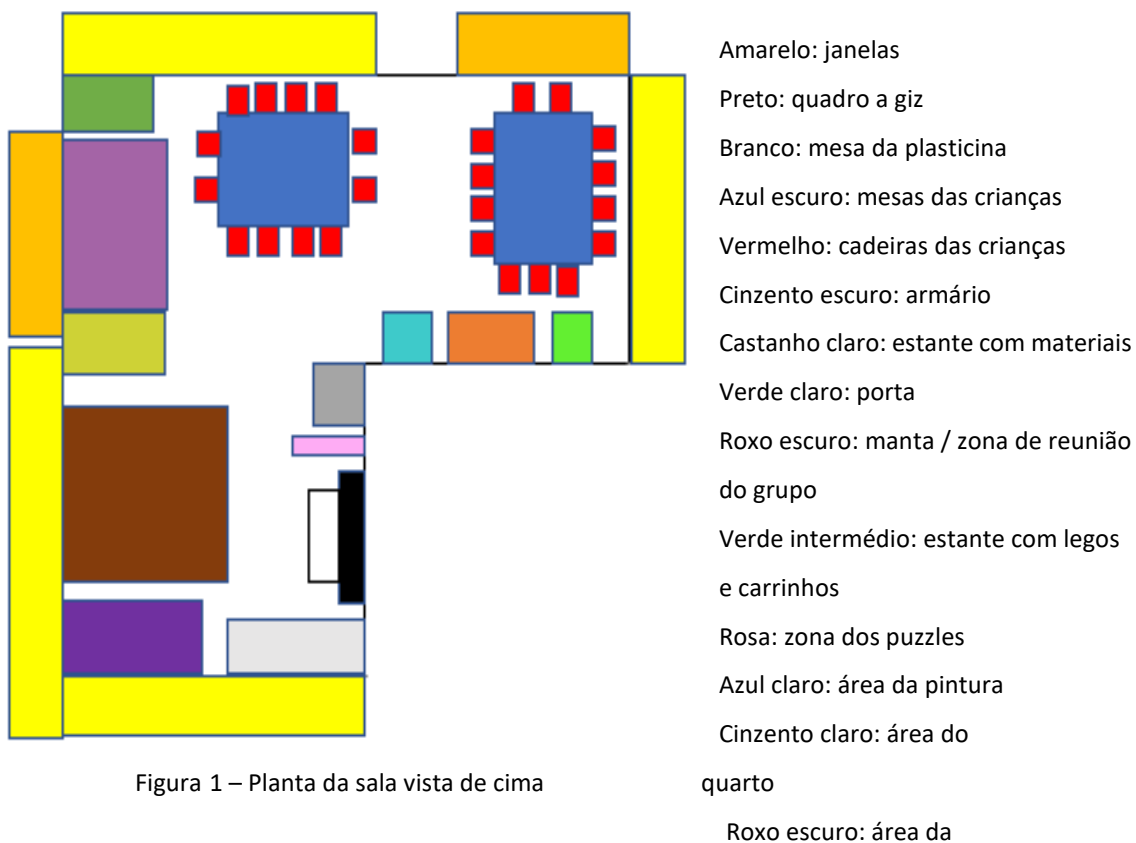 Amarelo: janelas
Preto: quadro a giz
Branco: mesa da plasticina
Azul escuro: mesas das crianças
Vermelho: cadeiras das crianças
Cinzento escuro: armário
Castanho claro: estante com materiais
Verde claro: porta
Roxo escuro: manta / zona de reunião
do grupo
Verde intermédio: estante com legos
e carrinhos
Rosa: zona dos puzzles
Azul claro: área da pintura
Cinzento claro: área do
quarto
Roxo escuro: área da
Figura 1 – Planta da sala vista de cima